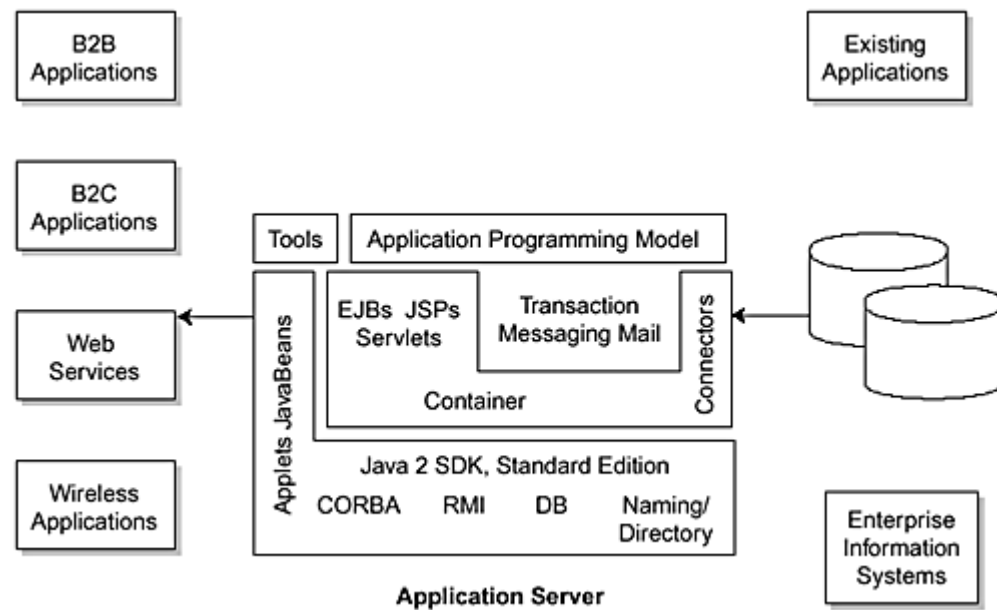 B2B
Applications
Existing
Applications
B2C
Applications
Tools
Application Programming Model
EJBs JSPs
Servlets
Transaction
Messaging Mail
Connectors
Container
Applets JavaBeans
Web
Services
Java 2 SDK, Standard Edition
CORBA RMI DB Naming/
Directory
Wireless
Applications
Enterprise
Information
Systems
Application Server